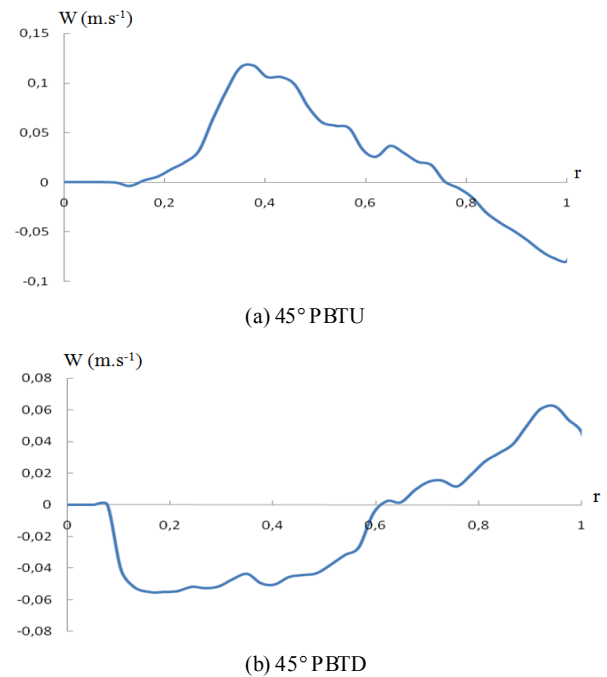 W (m.s⁻¹)
0,15
0,1
0,05
0
-0,05
-0,1
0 0,2 0,4 0,6 0,8 1
r
(a) 45° PBTU
W (m.s⁻¹)
0,08
0,06
0,04
0,02
0
-0,02
-0,04
-0,06
-0,08
0 0,2 0,4 0,6 0,8 1
r
(b) 45° PBTD